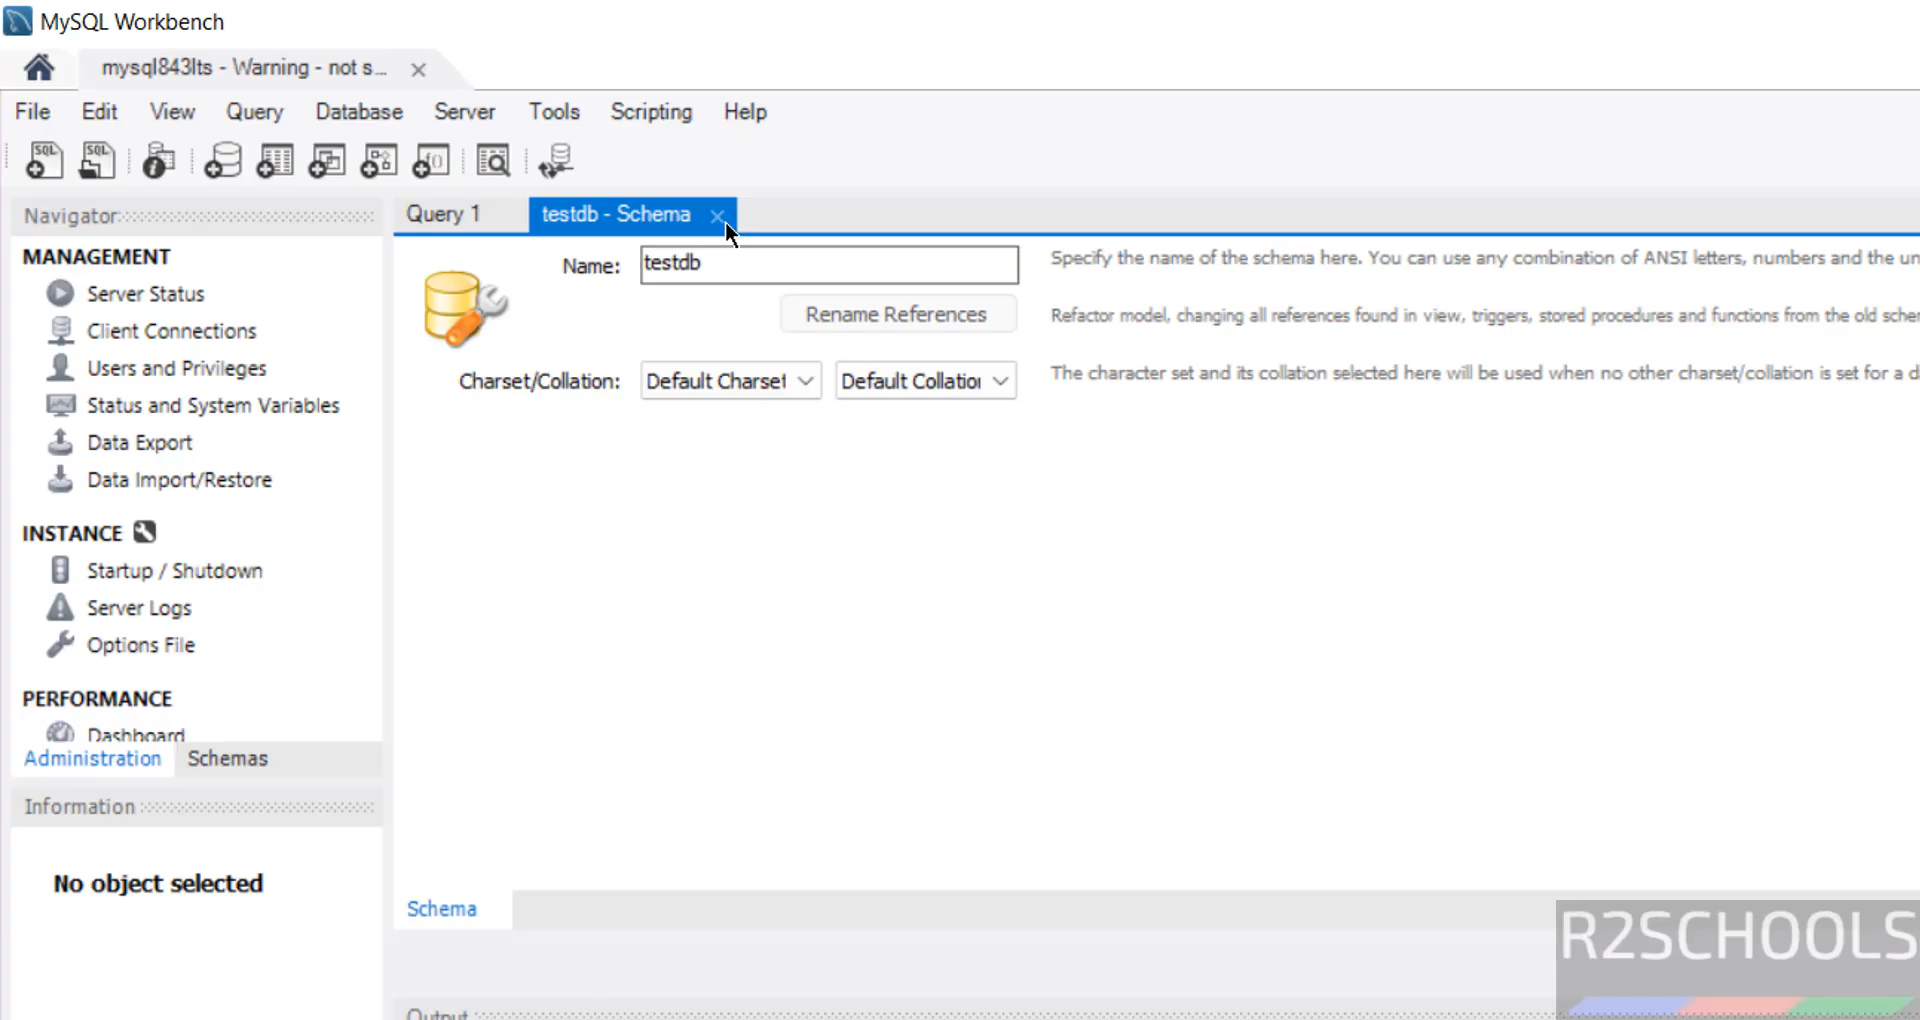 MySQL Workbench
mysql843lts - Warning - not s...
File Edit View Query Database Server Tools Scripting Help
SQL SQL
Navigator
Query 1
testdb - Schema
MANAGEMENT
Server Status
Client Connections
Users and Privileges
Status and System Variables
Data Export
Data Import/Restore
INSTANCE
Startup / Shutdown
Server Logs
Options File
PERFORMANCE
Dashboard
Administration Schemas
Information
No object selected
Name: testdb
Specify the name of the schema here. You can use any combination of ANSI letters, numbers and the un
Rename References
Refactor model, changing all references found in view, triggers, stored procedures and functions from the old scher
Charset/Collation: Default Charset Default Collation
The character set and its collation selected here will be used when no other charset/collation is set for a d
Schema
Output
R2SCHOOLS